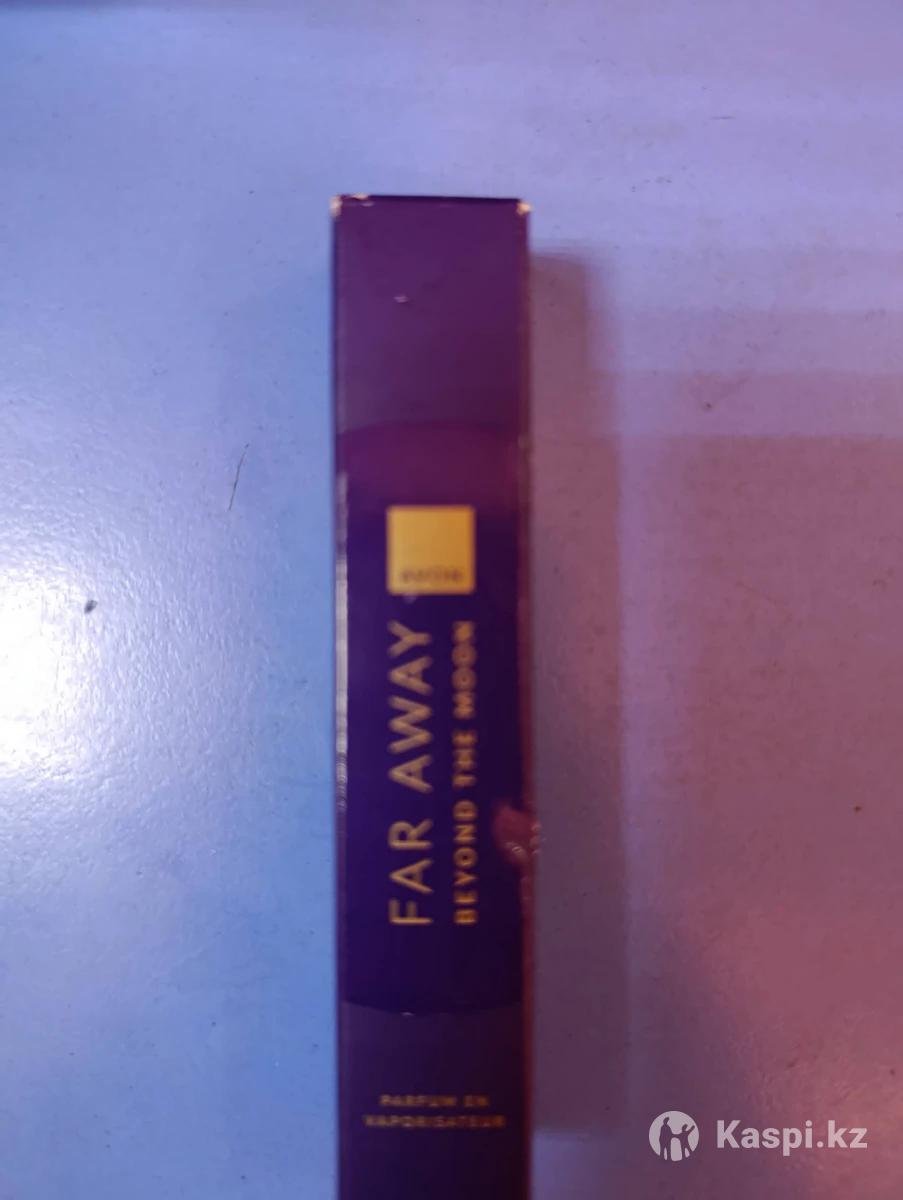 AVON
FAR AWAY
BEYOND THE MOON
PARFUM EN
VAPORISATEUR
Kaspi.kz